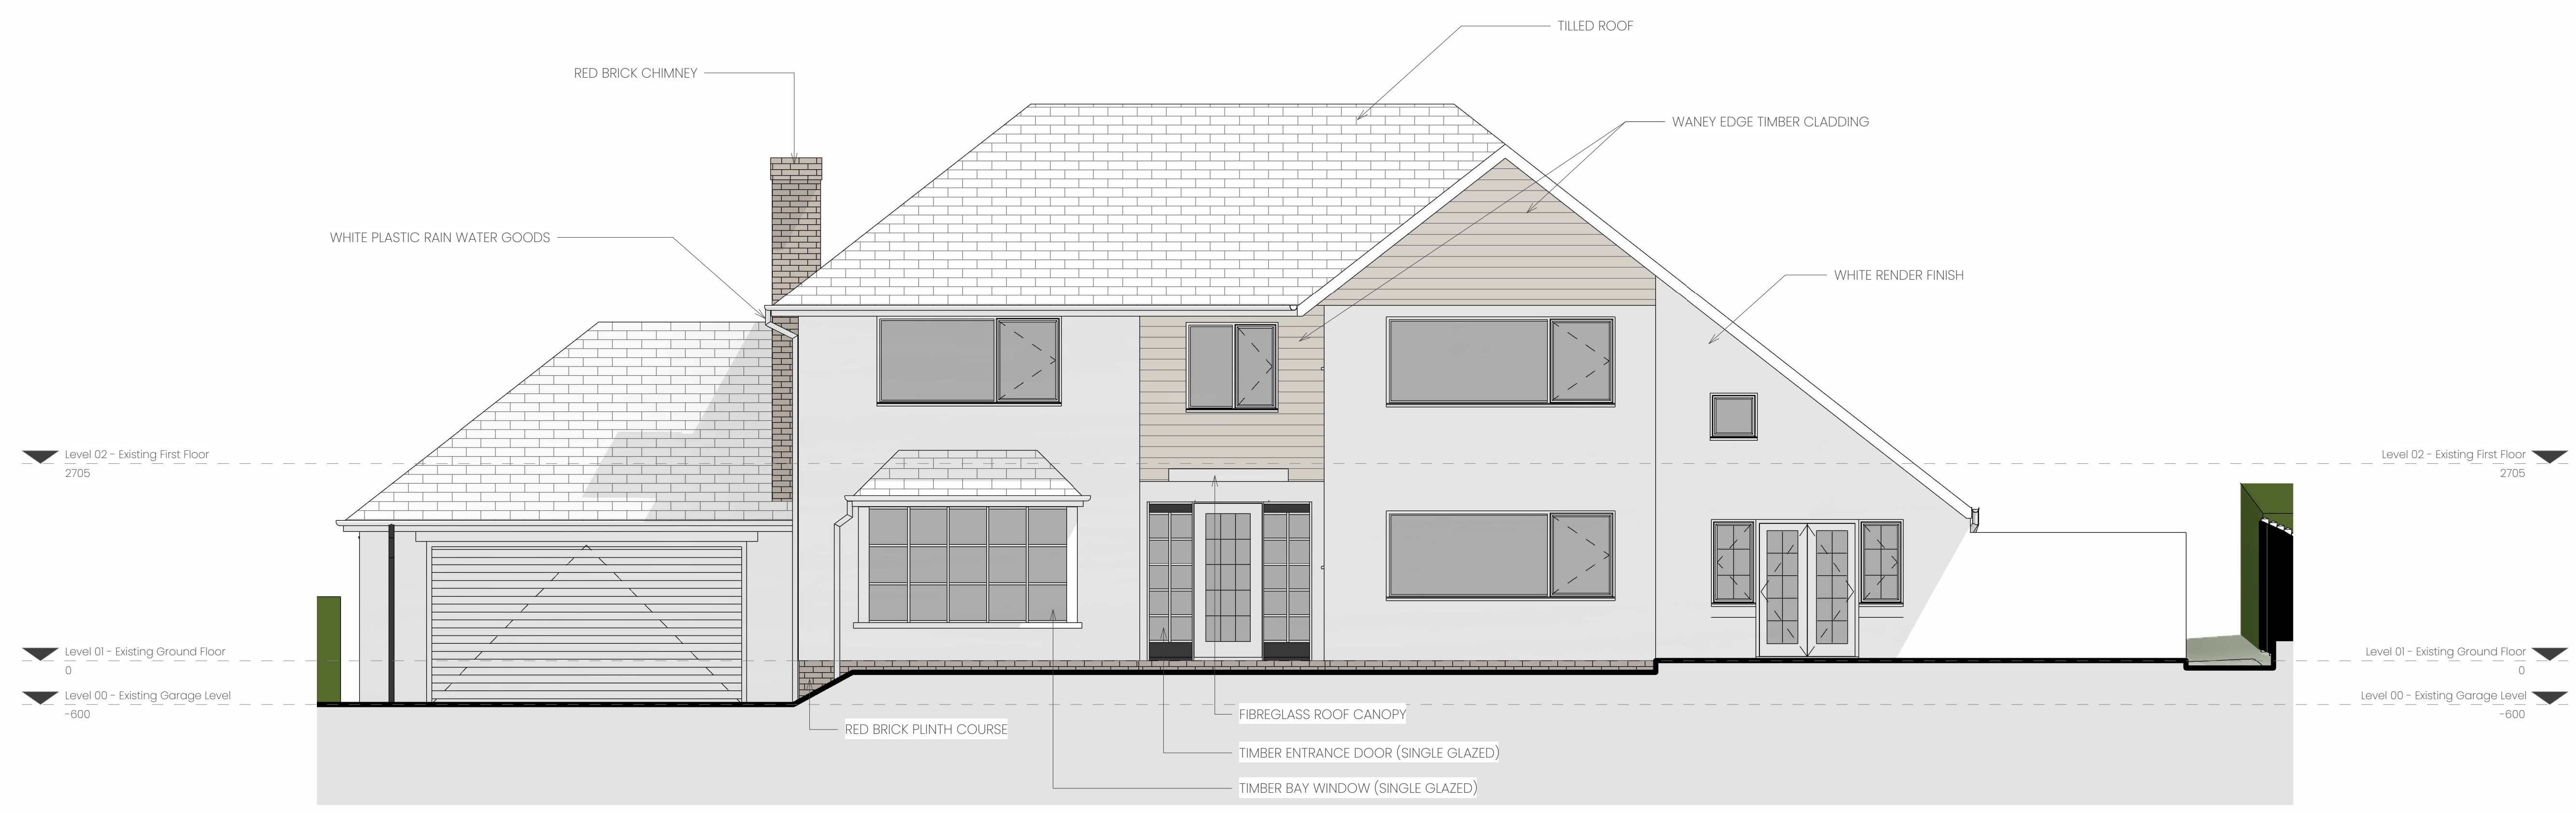 TILLED ROOF
RED BRICK CHIMNEY
WANEY EDGE TIMBER CLADDING
WHITE PLASTIC RAIN WATER GOODS
WHITE RENDER FINISH
Level 02 - Existing First Floor
2705
Level 02 - Existing First Floor
2705
Level 01 - Existing Ground Floor
0
Level 01 - Existing Ground Floor
0
Level 00 - Existing Garage Level
-600
Level 00 - Existing Garage Level
-600
FIBREGLASS ROOF CANOPY
RED BRICK PLINTH COURSE
TIMBER ENTRANCE DOOR (SINGLE GLAZED)
TIMBER BAY WINDOW (SINGLE GLAZED)